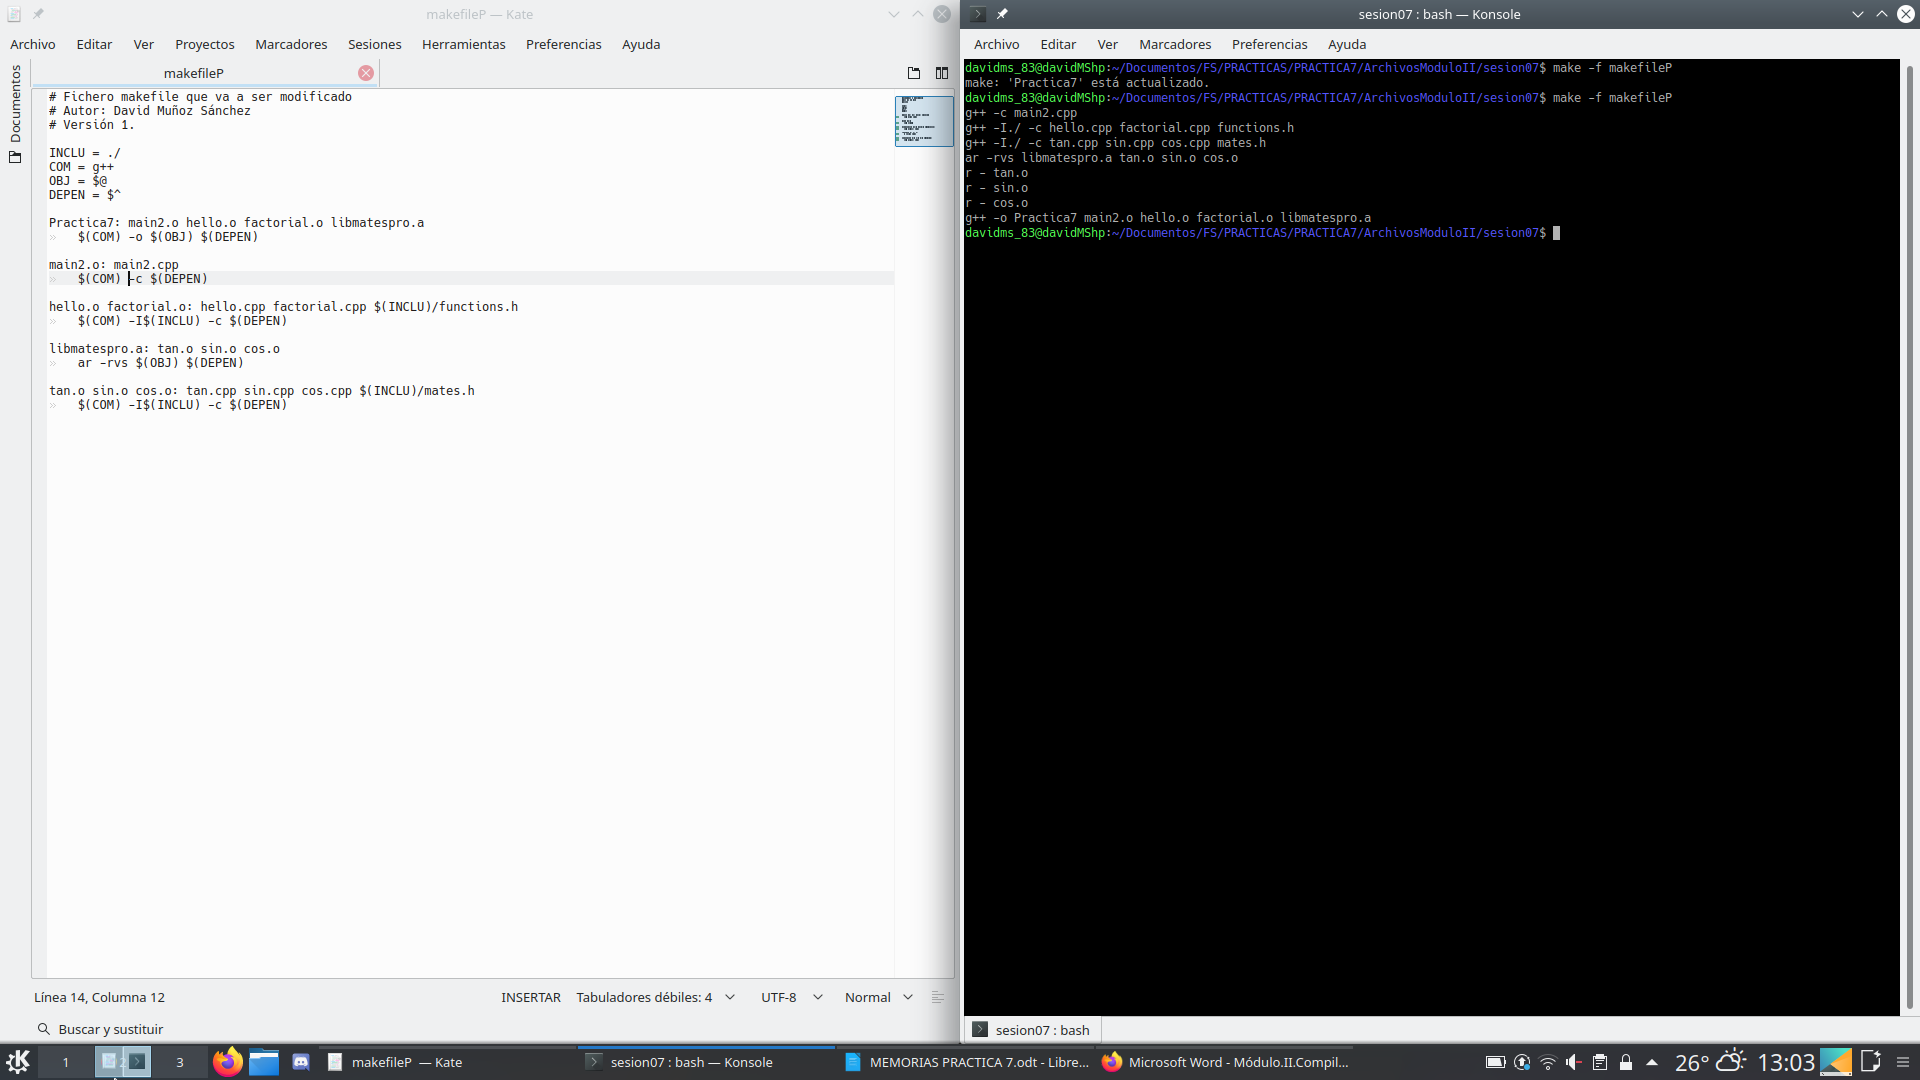 makefileP — Kate
Archivo Editar Ver Proyectos Marcadores Sesiones Herramientas Preferencias Ayuda
Documentos
makefileP
# Fichero makefile que va a ser modificado
# Autor: David Muñoz Sánchez
# Versión 1.
INCLU = ./
COM = g++
OBJ = $@
DEPEN = $^
Practica7: main2.o hello.o factorial.o libmatespro.a
» $(COM) -o $(OBJ) $(DEPEN)
main2.o: main2.cpp
» $(COM) -c $(DEPEN)
hello.o factorial.o: hello.cpp factorial.cpp $(INCLU)/functions.h
» $(COM) -I$(INCLU) -c $(DEPEN)
libmatespro.a: tan.o sin.o cos.o
» ar -rvs $(OBJ) $(DEPEN)
tan.o sin.o cos.o: tan.cpp sin.cpp cos.cpp $(INCLU)/mates.h
» $(COM) -I$(INCLU) -c $(DEPEN)
Línea 14, Columna 12 INSERTAR Tabuladores débiles: 4 UTF-8 Normal
Buscar y sustituir
sesion07 : bash — Konsole
Archivo Editar Ver Marcadores Preferencias Ayuda
davidms_83@davidMShp:~/Documentos/FS/PRACTICAS/PRACTICA7/ArchivosModuloII/sesion07$ make -f makefileP
make: 'Practica7' está actualizado.
davidms_83@davidMShp:~/Documentos/FS/PRACTICAS/PRACTICA7/ArchivosModuloII/sesion07$ make -f makefileP
g++ -c main2.cpp
g++ -I./ -c hello.cpp factorial.cpp functions.h
g++ -I./ -c tan.cpp sin.cpp cos.cpp mates.h
ar -rvs libmatespro.a tan.o sin.o cos.o
r - tan.o
r - sin.o
r - cos.o
g++ -o Practica7 main2.o hello.o factorial.o libmatespro.a
davidms_83@davidMShp:~/Documentos/FS/PRACTICAS/PRACTICA7/ArchivosModuloII/sesion07$
sesion07 : bash
1 2 3 makefileP — Kate sesion07 : bash — Konsole MEMORIAS PRACTICA 7.odt - Libre... Microsoft Word - Módulo.II.Compil... 26° 13:03